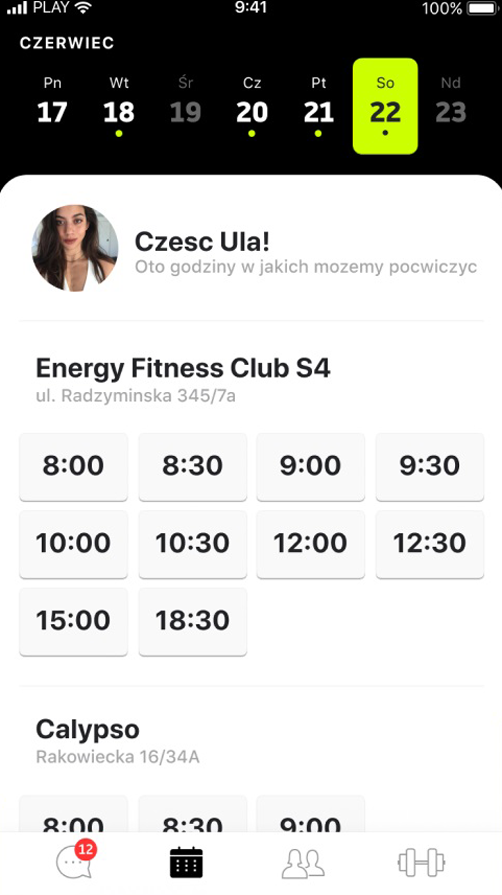 PLAY 9:41 100%
CZERWIEC
Pn Wt Śr Cz Pt So Nd
17 18 19 20 21 22 23
Czesc Ula!
Oto godziny w jakich mozemy pocwiczyc
Energy Fitness Club S4
ul. Radzyminska 345/7a
8:00 8:30 9:00 9:30
10:00 10:30 12:00 12:30
15:00 18:30
Calypso
Rakowiecka 16/34A
8:00 8:30 9:00
12